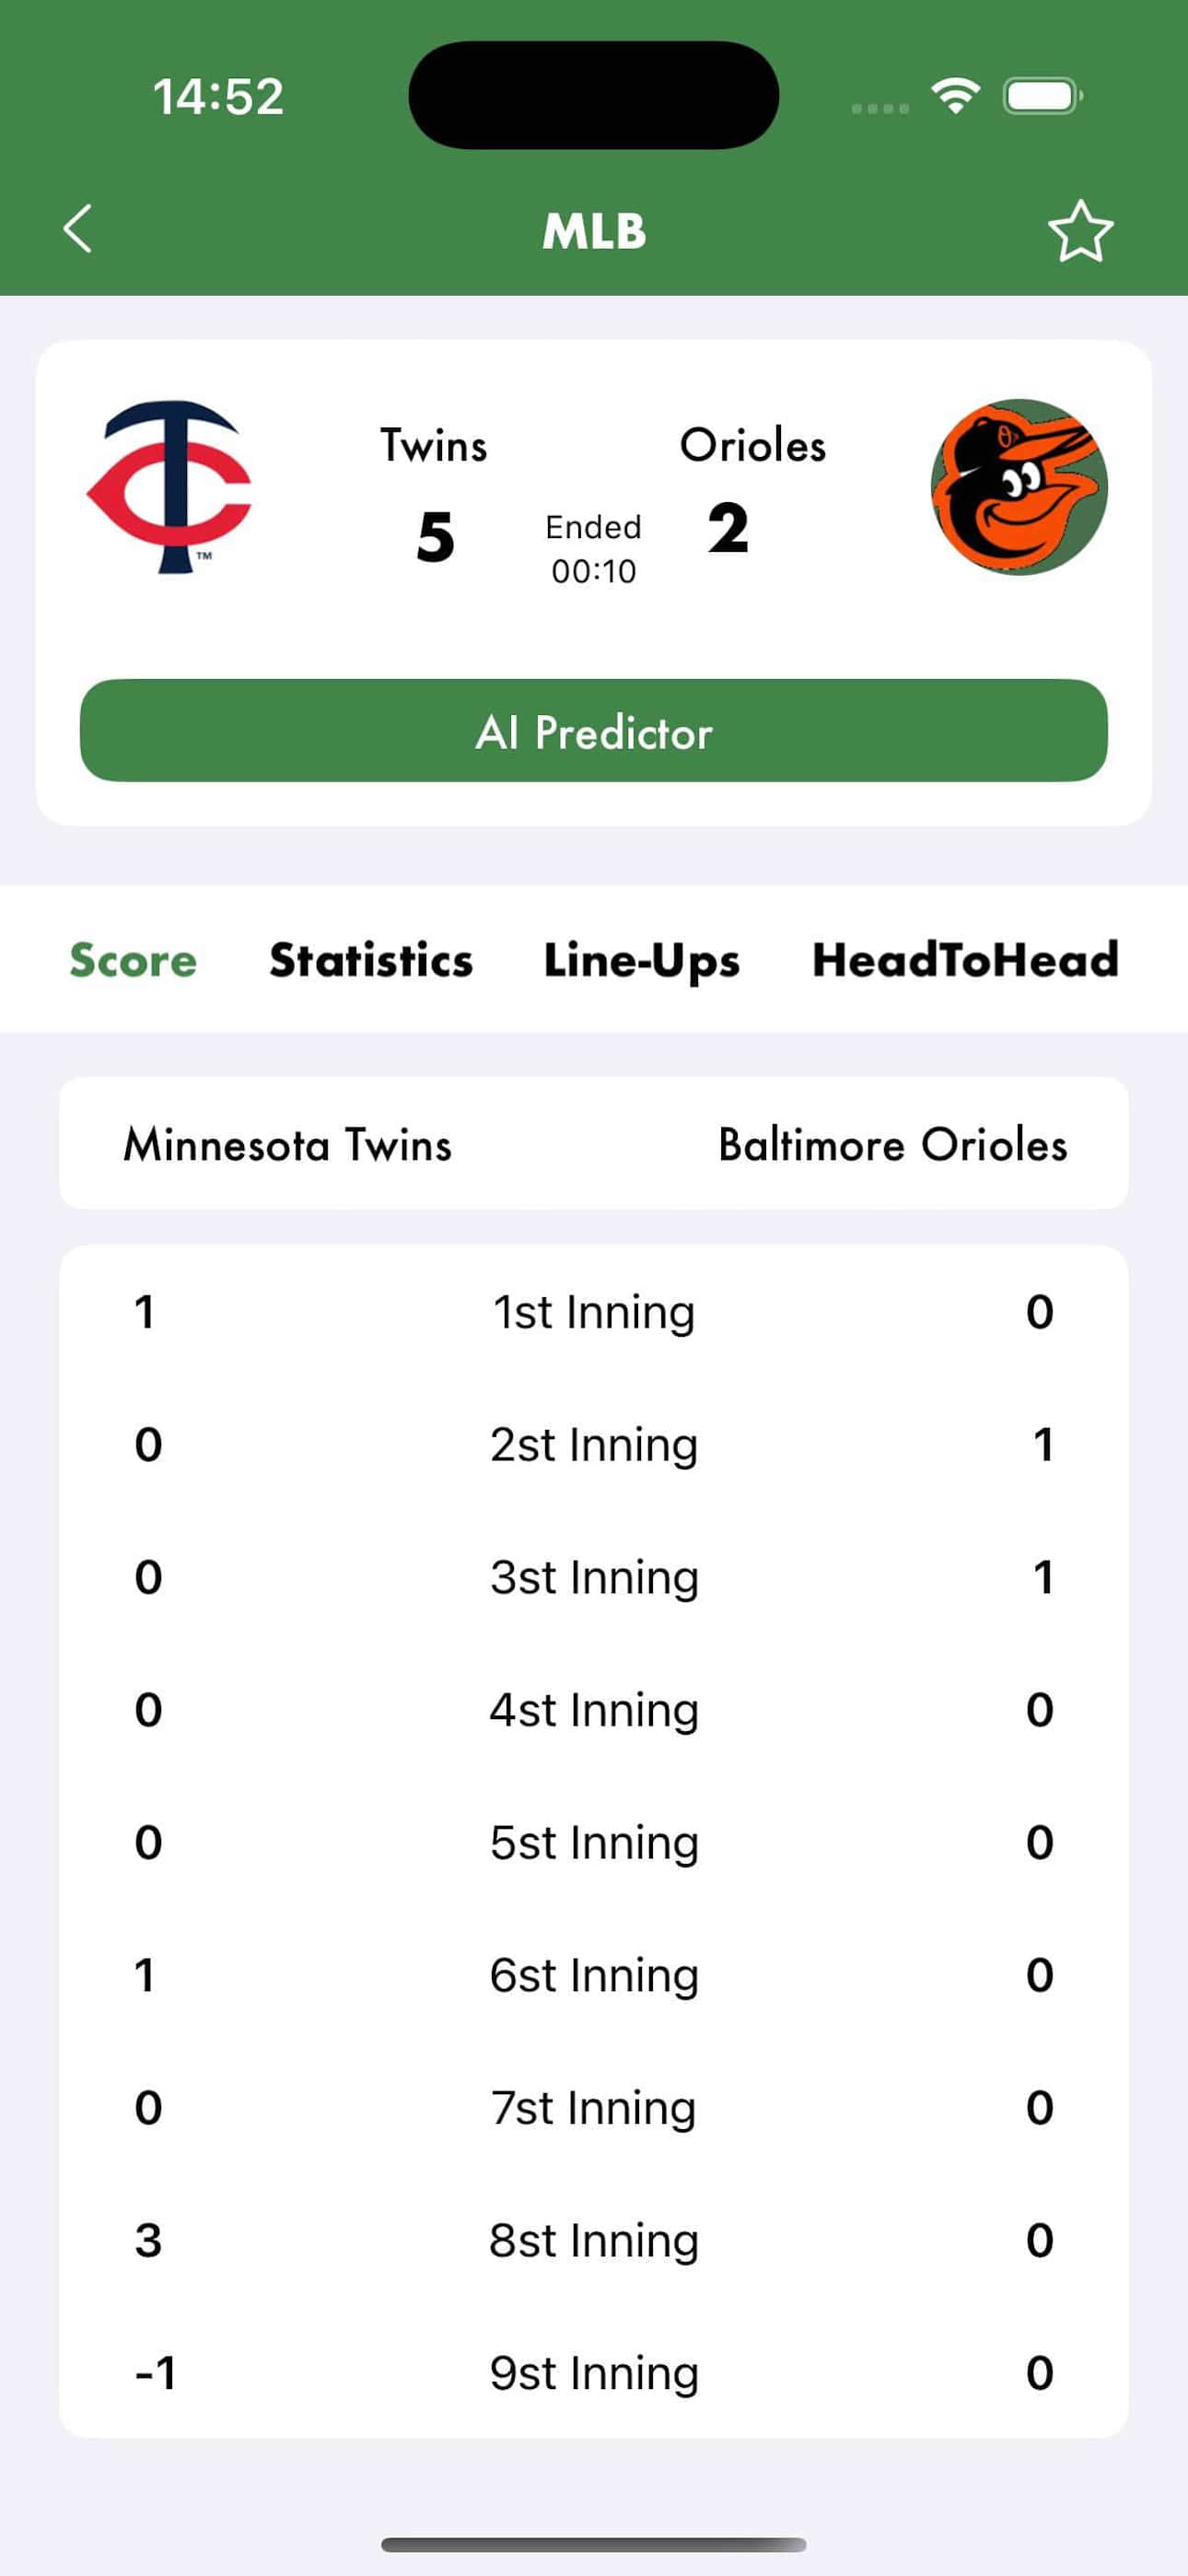 14:52
MLB
Twins Orioles
5 Ended 2
00:10
TM
AI Predictor
Score Statistics Line-Ups HeadToHead
Minnesota Twins Baltimore Orioles
1 1st Inning 0
0 2st Inning 1
0 3st Inning 1
0 4st Inning 0
0 5st Inning 0
1 6st Inning 0
0 7st Inning 0
3 8st Inning 0
-1 9st Inning 0